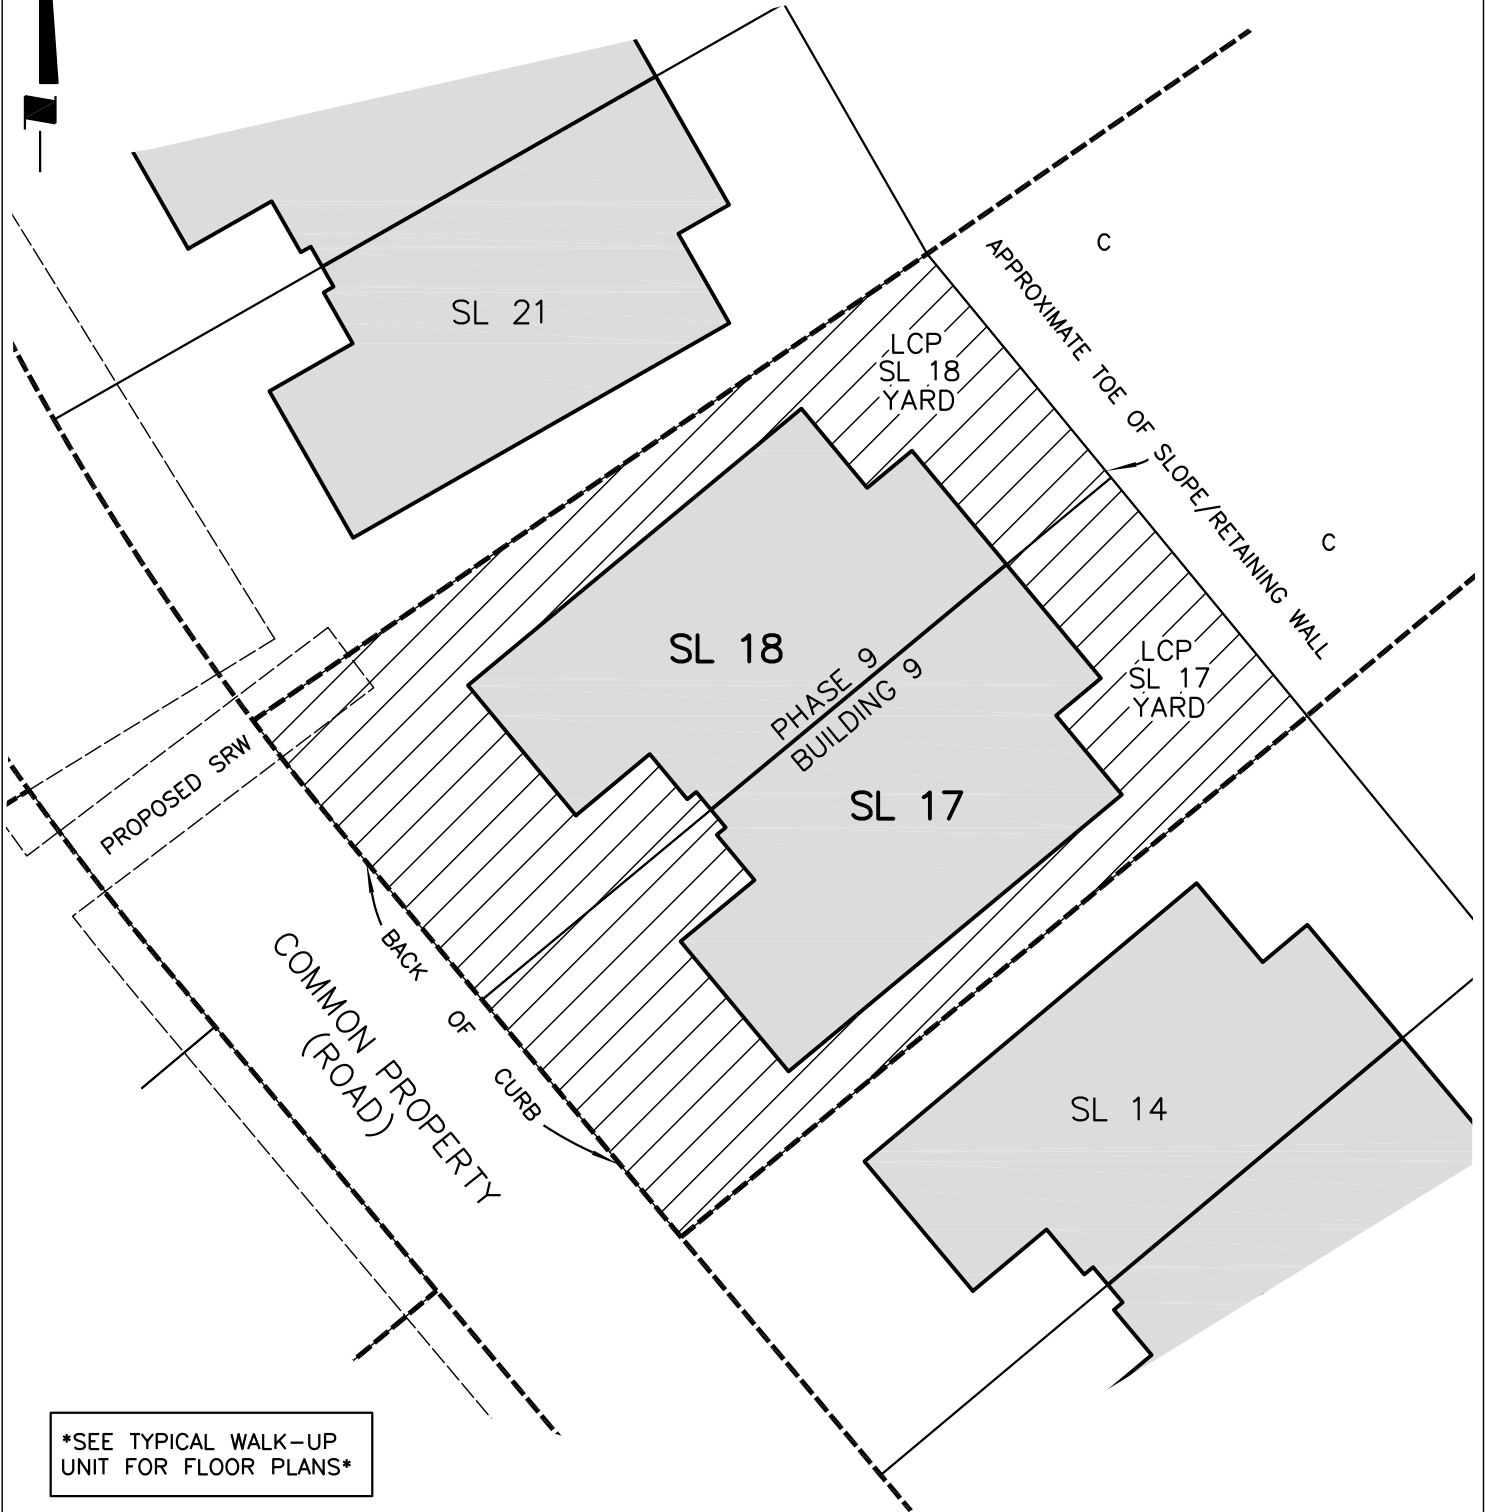 C
APPROXIMATE TOE OF SLOPE/RETAINING WALL
SL 21
LCP
SL 18
YARD
C
SL 18
PHASE 9
BUILDING 9
LCP
SL 17
YARD
PROPOSED SRW
SL 17
BACK OF CURB
COMMON PROPERTY
(ROAD)
SL 14
*SEE TYPICAL WALK-UP
UNIT FOR FLOOR PLANS*